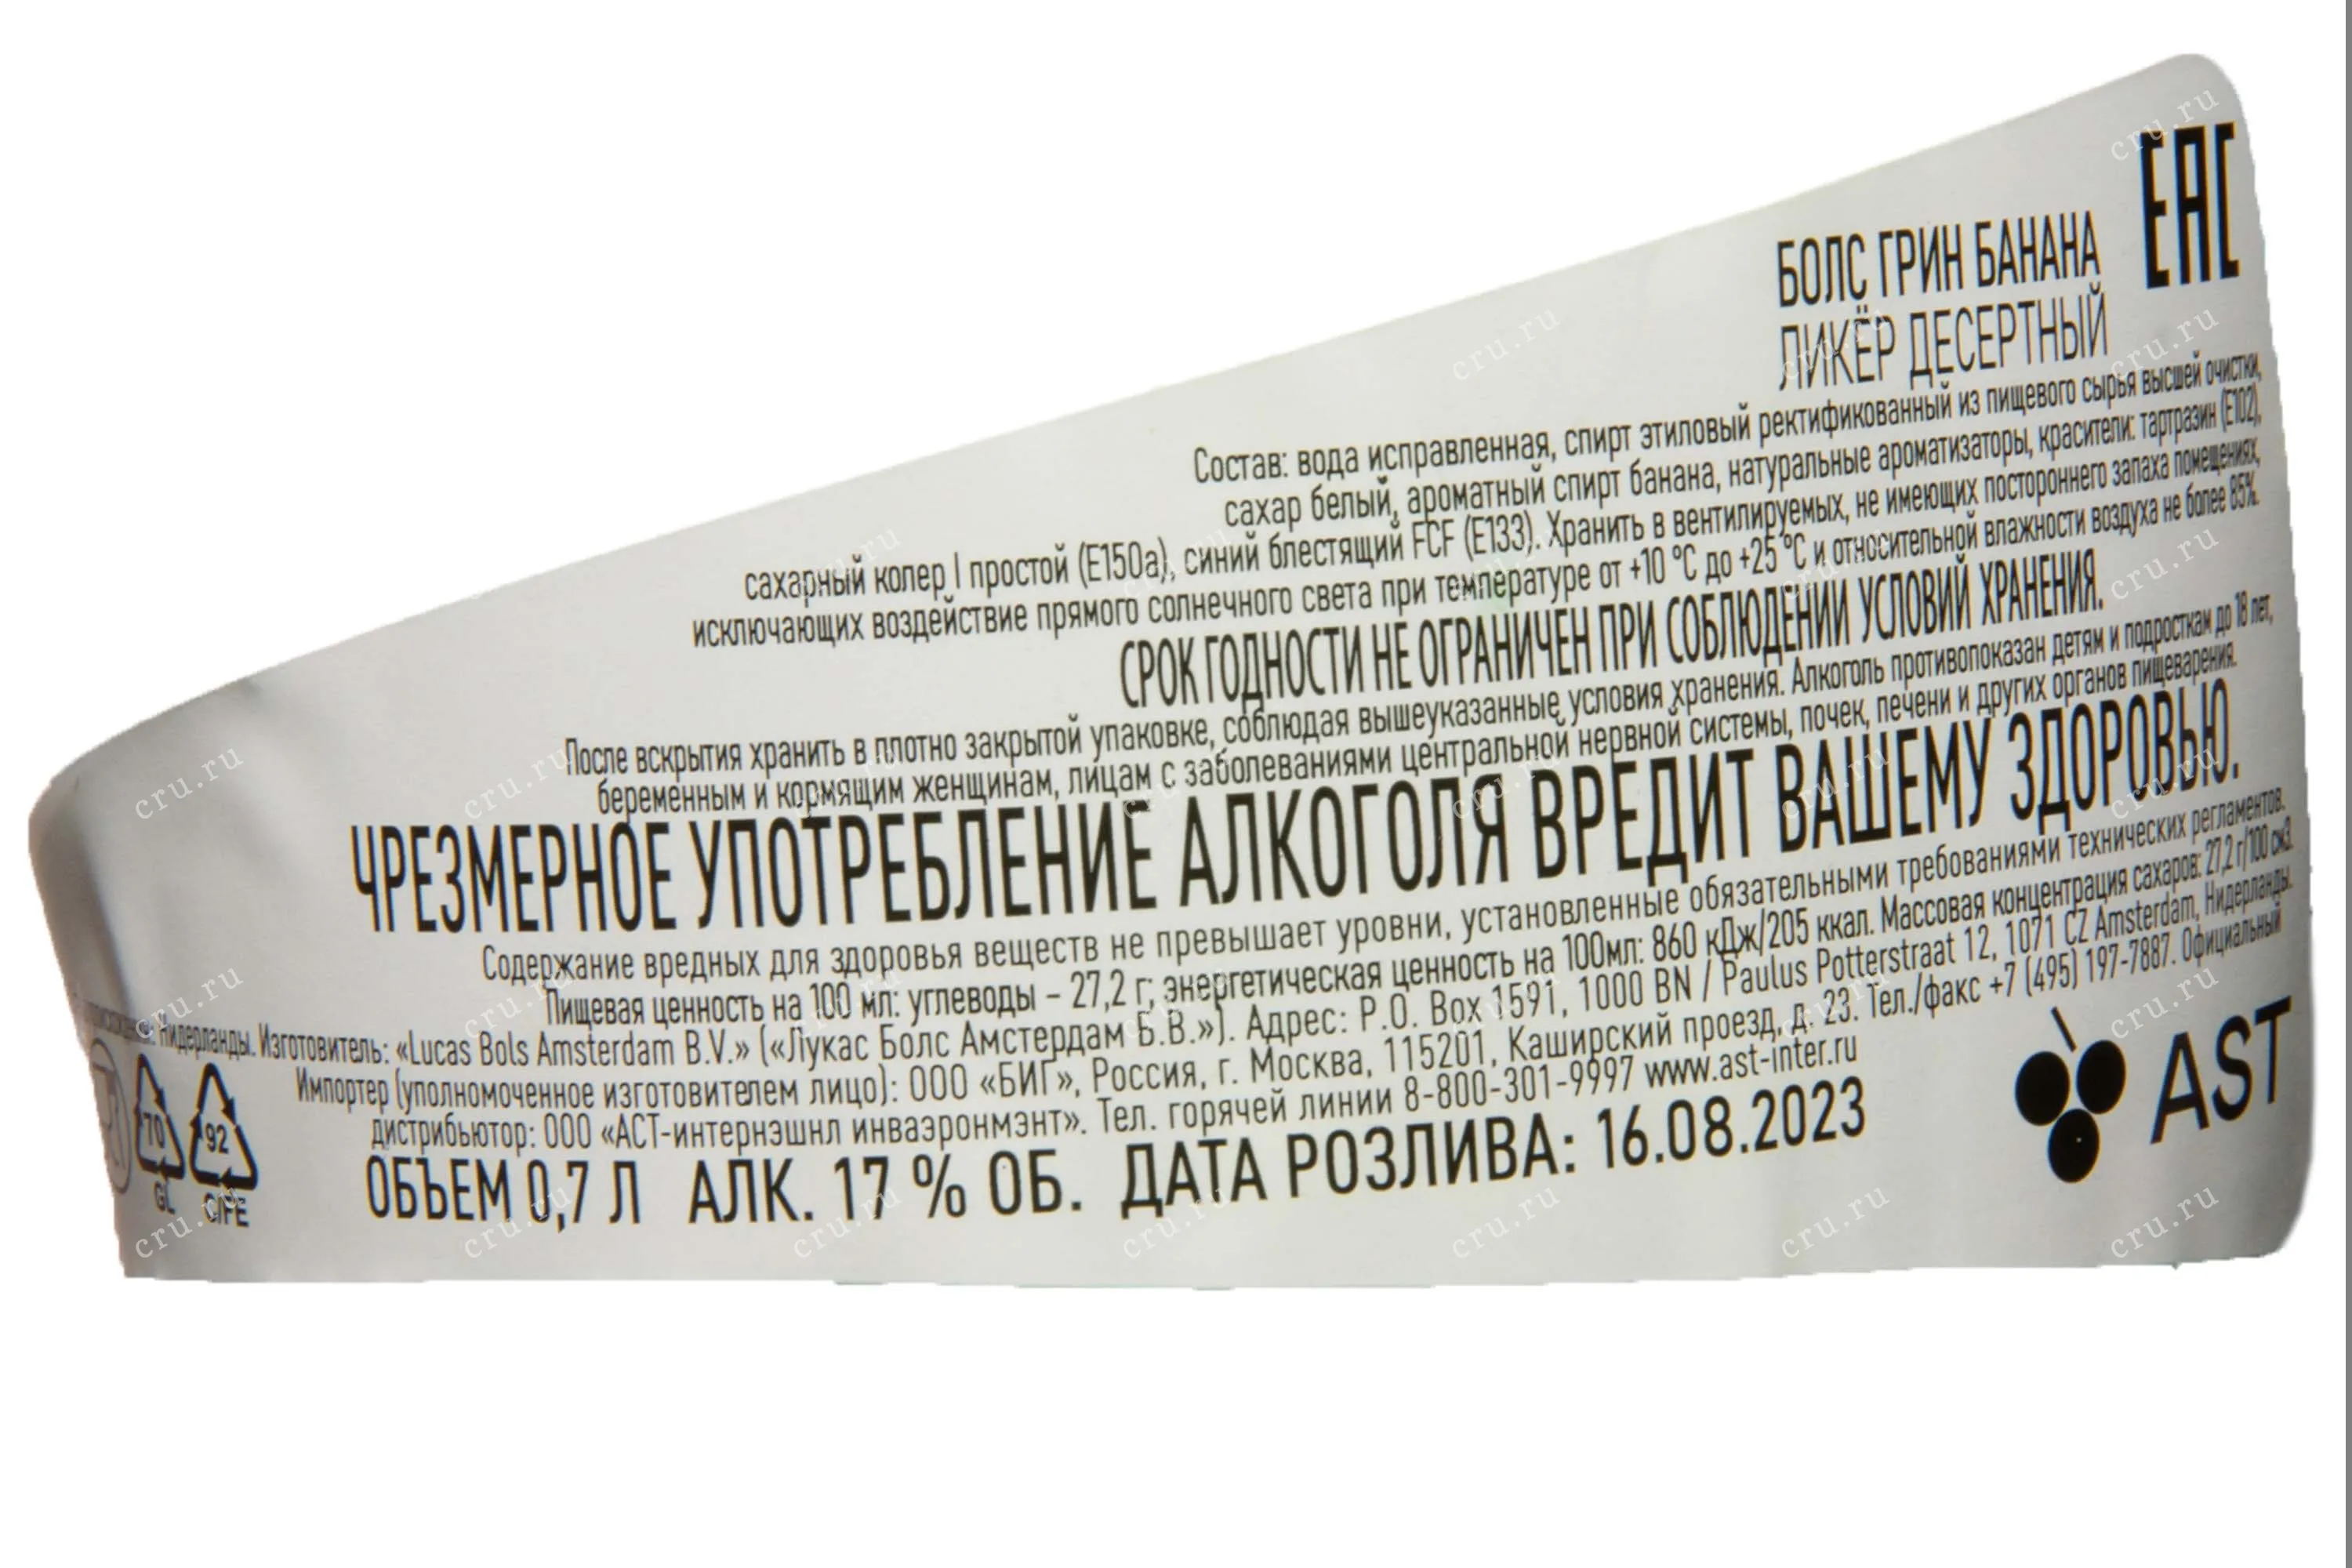 EAC
БОЛС ГРИН БАНАНА
ЛИКЁР ДЕСЕРТНЫЙ
Состав: вода исправленная, спирт этиловый ректификованный из пищевого сырья высшей очистки,
сахар белый, ароматный спирт банана, натуральные ароматизаторы, красители: тартразин (Е102),
сахарный колер I простой (Е150а), синий блестящий FCF (Е133). Хранить в вентилируемых, не имеющих постороннего запаха помещениях,
исключающих воздействие прямого солнечного света при температуре от +10 °С до +25 °С и относительной влажности воздуха не более 85%.
СРОК ГОДНОСТИ НЕ ОГРАНИЧЕН ПРИ СОБЛЮДЕНИИ УСЛОВИЙ ХРАНЕНИЯ.
После вскрытия хранить в плотно закрытой упаковке, соблюдая вышеуказанные условия хранения. Алкоголь противопоказан детям и подросткам до 18 лет,
беременным и кормящим женщинам, лицам с заболеваниями центральной нервной системы, почек, печени и других органов пищеварения.
ЧРЕЗМЕРНОЕ УПОТРЕБЛЕНИЕ АЛКОГОЛЯ ВРЕДИТ ВАШЕМУ ЗДОРОВЬЮ.
Содержание вредных для здоровья веществ не превышает уровни, установленные обязательными требованиями технических регламентов.
Пищевая ценность на 100 мл: углеводы – 27,2 г; энергетическая ценность на 100мл: 860 кДж/205 ккал. Массовая концентрация сахаров: 27,2 г/100 см3.
Нидерланды. Изготовитель: «Lucas Bols Amsterdam B.V.» («Лукас Болс Амстердам Б.В.»). Адрес: P.O. Box 1591, 1000 BN / Paulus Potterstraat 12, 1071 CZ Amsterdam, Нидерланды.
Импортер (уполномоченное изготовителем лицо): ООО «БИГ», Россия, г. Москва, 115201, Каширский проезд, д. 23. Тел./факс +7 (495) 197-7887. Официальный
дистрибьютор: ООО «АСТ-интернэшнл инваэронмэнт». Тел. горячей линии 8-800-301-9997 www.ast-inter.ru
ОБЪЕМ 0,7 Л АЛК. 17 % ОБ. ДАТА РОЗЛИВА: 16.08.2023
70
GL
92
C/PE
AST
cru.ru